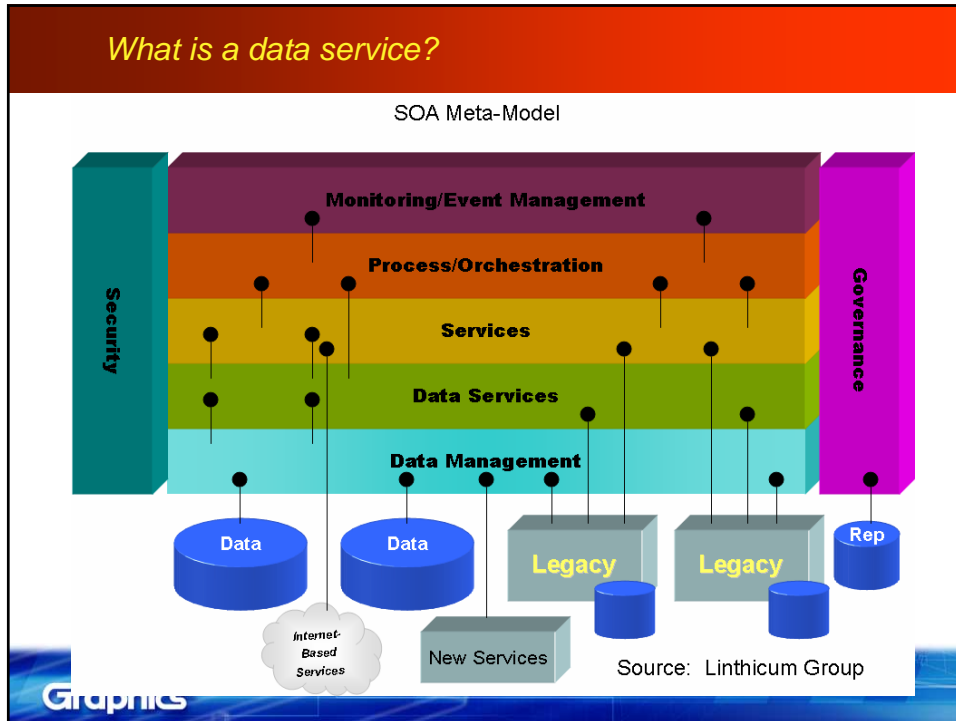 What is a data service?
SOA Meta-Model
Monitoring/Event Management
Process/Orchestration
Services
Data Services
Data Management
Security
Governance
Data
Data
Legacy
Legacy
Rep
Internet-
Based
Services
New Services
Source: Linthicum Group
Graphics